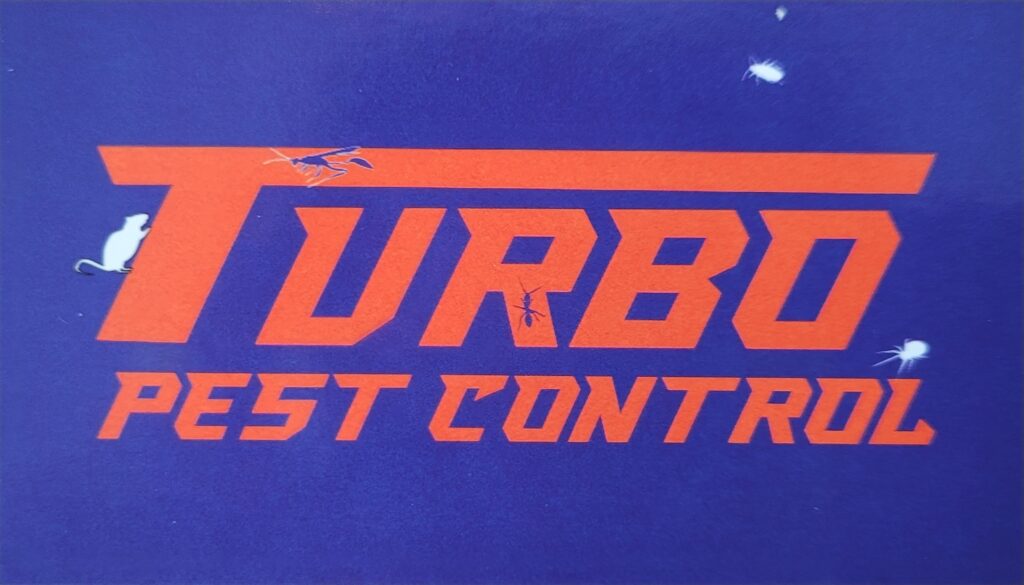 TURBO
PEST CONTROL